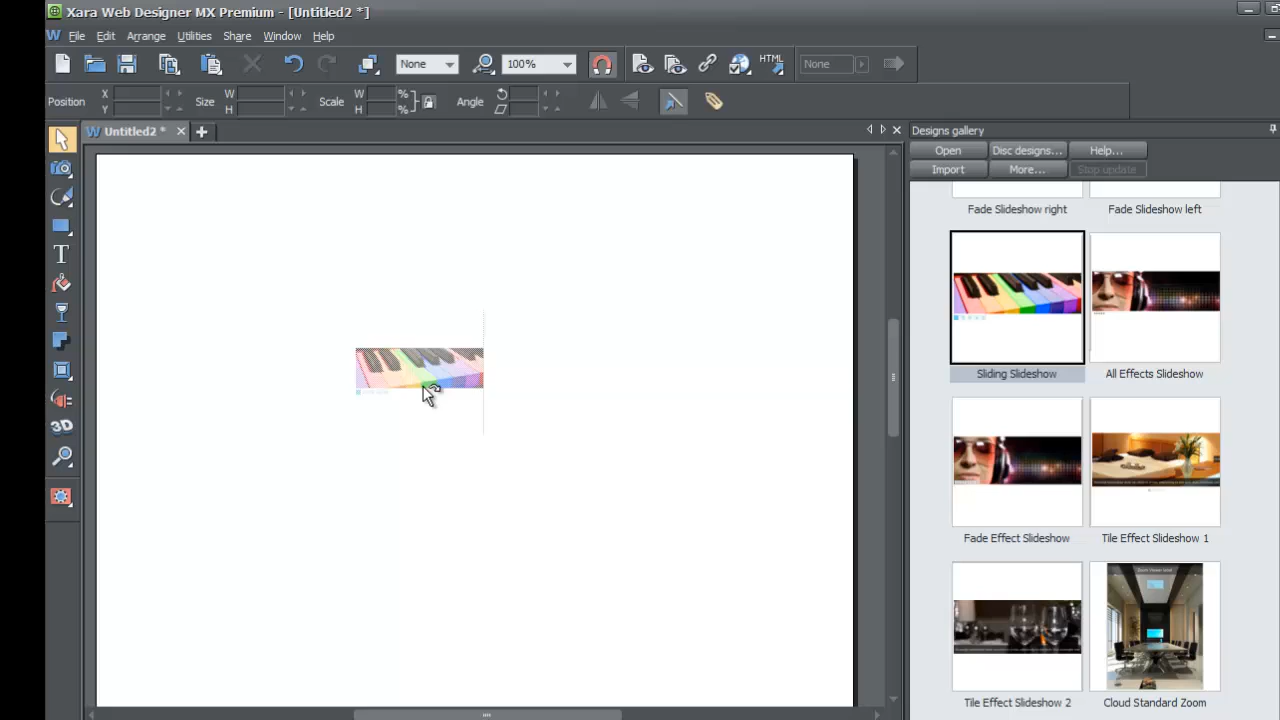 Xara Web Designer MX Premium - [Untitled2 *]
File Edit Arrange Utilities Share Window Help
None 100% HTML None
Position X Y Size W H Scale W H % % Angle
Untitled2 *
Designs gallery
Open Disc designs... Help...
Import More... Stop update
Fade Slideshow right Fade Slideshow left
Sliding Slideshow All Effects Slideshow
Fade Effect Slideshow Tile Effect Slideshow 1
Tile Effect Slideshow 2 Cloud Standard Zoom
T
3D